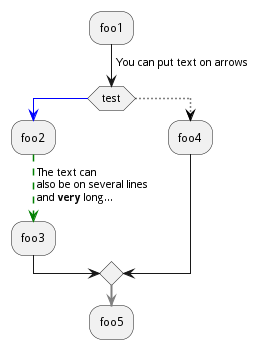 foo1
You can put text on arrows
test
foo2
foo4
The text can
also be on several lines
and very long...
foo3
foo5